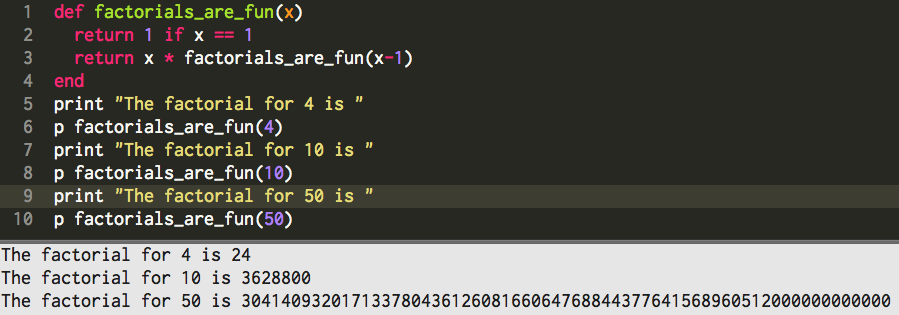 1 def factorials_are_fun(x)
2   return 1 if x == 1
3   return x * factorials_are_fun(x-1)
4 end
5 print "The factorial for 4 is "
6 p factorials_are_fun(4)
7 print "The factorial for 10 is "
8 p factorials_are_fun(10)
9 print "The factorial for 50 is "
10 p factorials_are_fun(50)
The factorial for 4 is 24
The factorial for 10 is 3628800
The factorial for 50 is 30414093201713378043612608166064768844377641568960512000000000000